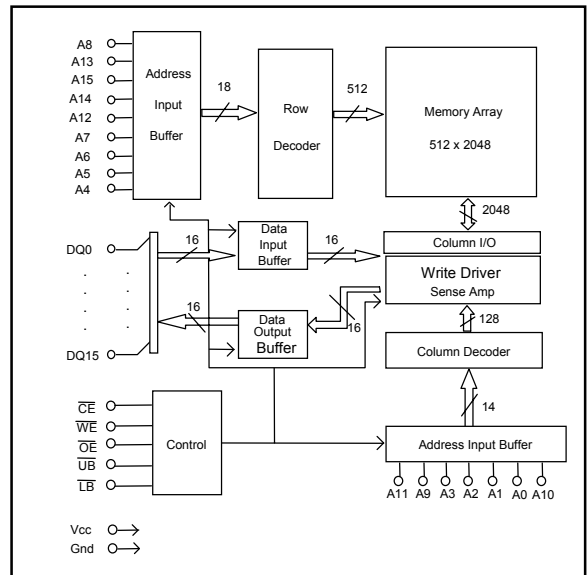 A8
A13
A15
A14
A12
A7
A6
A5
A4
Address
Input
Buffer
18
Row
Decoder
512
Memory Array
512 x 2048
2048
DQ0
.
.
.
.
.
.
.
.
DQ15
16
Data
Input
Buffer
16
Column I/O
Write Driver
Sense Amp
16
Data
Output
Buffer
16
128
Column Decoder
14
CE
WE
OE
UB
LB
Control
Address Input Buffer
A11 A9 A3 A2 A1 A0 A10
Vcc
Gnd